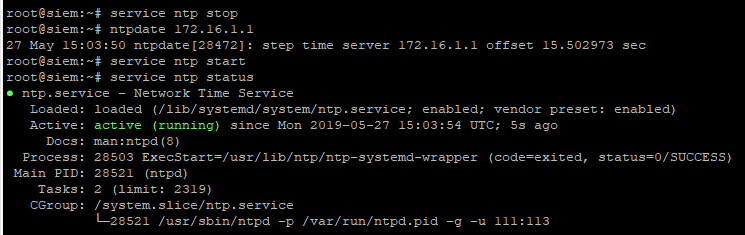 root@siem:~# service ntp stop
root@siem:~# ntpdate 172.16.1.1
27 May 15:03:50 ntpdate[28472]: step time server 172.16.1.1 offset 15.502973 sec
root@siem:~# service ntp start
root@siem:~# service ntp status
● ntp.service - Network Time Service
   Loaded: loaded (/lib/systemd/system/ntp.service; enabled; vendor preset: enabled)
   Active: active (running) since Mon 2019-05-27 15:03:54 UTC; 5s ago
     Docs: man:ntpd(8)
  Process: 28503 ExecStart=/usr/lib/ntp/ntp-systemd-wrapper (code=exited, status=0/SUCCESS)
 Main PID: 28521 (ntpd)
    Tasks: 2 (limit: 2319)
   CGroup: /system.slice/ntp.service
           └─28521 /usr/sbin/ntpd -p /var/run/ntpd.pid -g -u 111:113